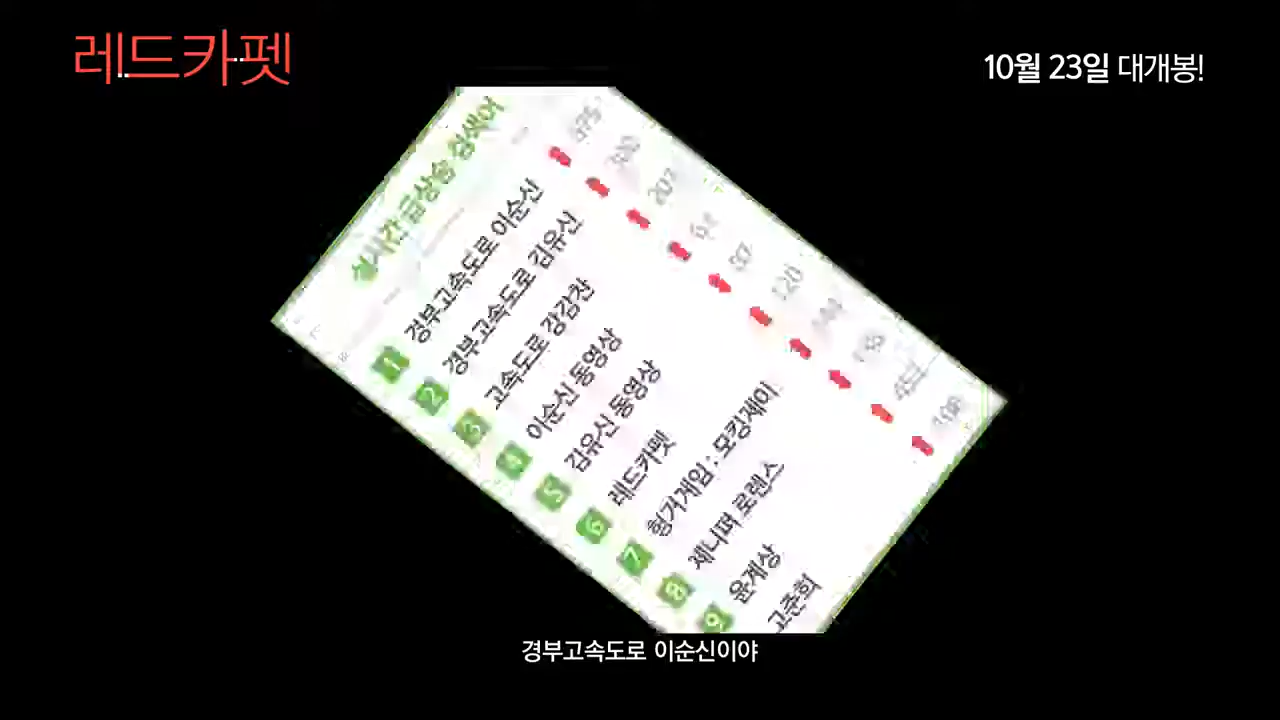 레드카펫
10월 23일 대개봉!
실시간 급상승 검색어
1 경부고속도로 이순신
2 경부고속도로 김유신 300
3 고속도로 강감찬 207
4 이순신 동영상
5 김유신 동영상
6 레드카펫 120
7 헝거게임 : 모킹제이
8 제니퍼 로렌스
9 윤계상
고준희
경부고속도로 이순신이야